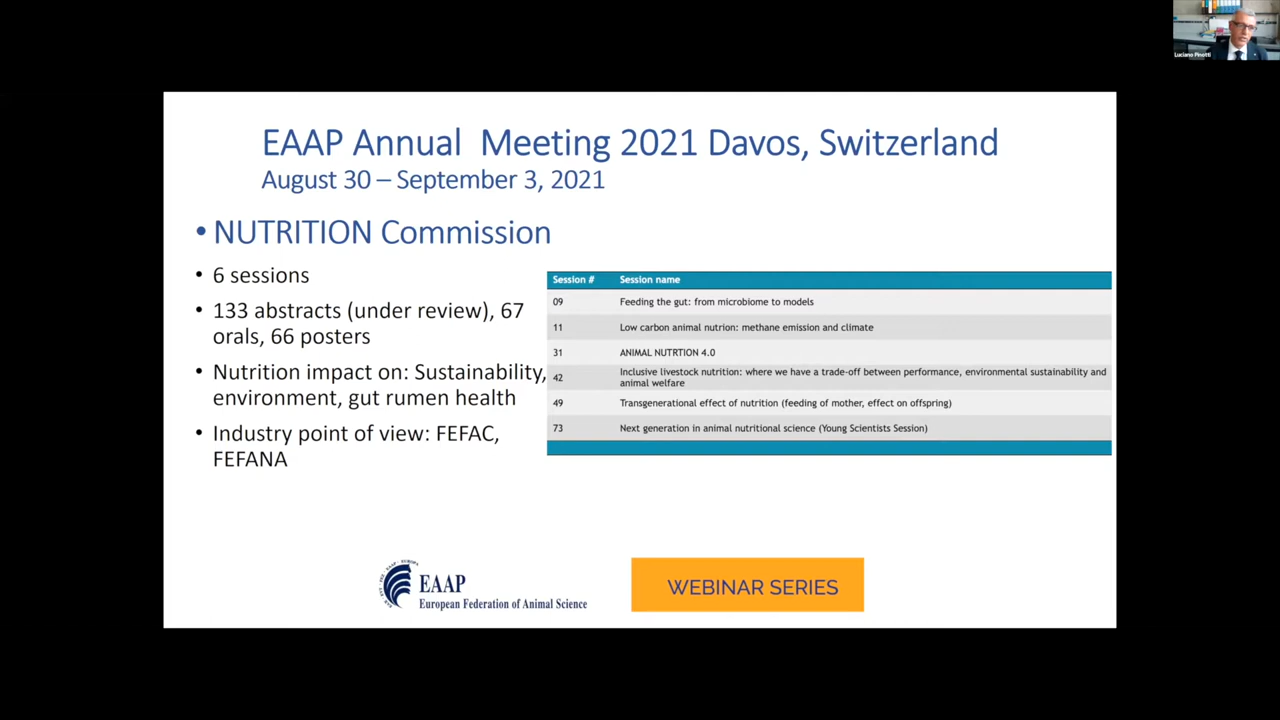 Luciano Pinotti
EAAP Annual  Meeting 2021 Davos, Switzerland
August 30 – September 3, 2021
• NUTRITION Commission
• 6 sessions
• 133 abstracts (under review), 67
orals, 66 posters
• Nutrition impact on: Sustainability,
environment, gut rumen health
• Industry point of view: FEFAC,
FEFANA
Session # Session name
09 Feeding the gut: from microbiome to models
11 Low carbon animal nutrion: methane emission and climate
31 ANIMAL NUTRTION 4.0
42 Inclusive livestock nutrition: where we have a trade-off between performance, environmental sustainability and
animal welfare
49 Transgenerational effect of nutrition (feeding of mother, effect on offspring)
73 Next generation in animal nutritional science (Young Scientists Session)
EAAP
European Federation of Animal Science
WEBINAR SERIES